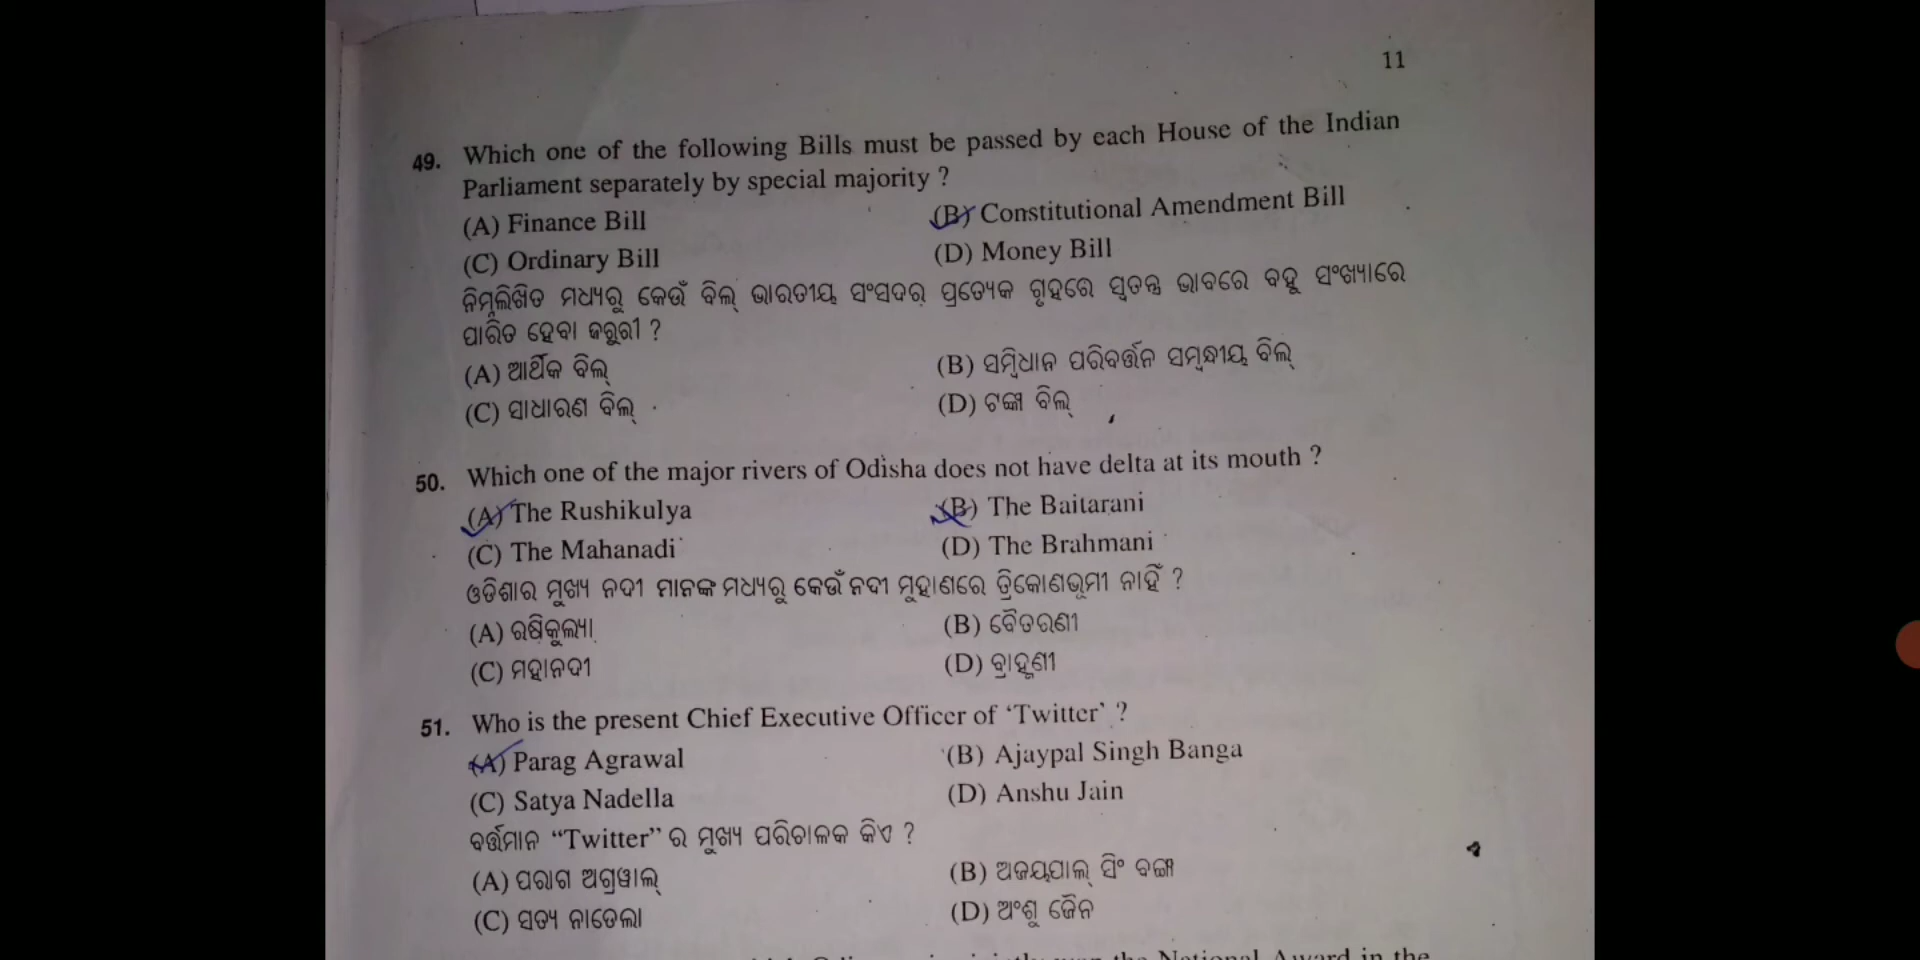 11
49. Which one of the following Bills must be passed by each House of the Indian
Parliament separately by special majority ?
(A) Finance Bill (B) Constitutional Amendment Bill
(C) Ordinary Bill (D) Money Bill
ନିମ୍ନଲିଖିତ ମଧ୍ୟରୁ କେଉଁ ବିଲ୍ ଭାରତୀୟ ସଂସଦର ପ୍ରତ୍ୟେକ ଗୃହରେ ସ୍ୱତନ୍ତ୍ର ଭାବରେ ବହୁ ସଂଖ୍ୟାରେ
ପାରିତ ହେବା ଜରୁରୀ ?
(A) ଆର୍ଥିକ ବିଲ୍ (B) ସମ୍ବିଧାନ ପରିବର୍ତ୍ତନ ସମ୍ବନ୍ଧୀୟ ବିଲ୍
(C) ସାଧାରଣ ବିଲ୍ (D) ଟଙ୍କା ବିଲ୍
50. Which one of the major rivers of Odisha does not have delta at its mouth ?
(A) The Rushikulya (B) The Baitarani
(C) The Mahanadi (D) The Brahmani
ଓଡିଶାର ମୁଖ୍ୟ ନଦୀ ମାନଙ୍କ ମଧ୍ୟରୁ କେଉଁ ନଦୀ ମୁହାଣରେ ତ୍ରିକୋଣଭୂମୀ ନାହିଁ ?
(A) ଋଷିକୁଲ୍ୟା (B) ବୈତରଣୀ
(C) ମହାନଦୀ (D) ବ୍ରାହ୍ମଣୀ
51. Who is the present Chief Executive Officer of ‘Twitter’ ?
(A) Parag Agrawal (B) Ajaypal Singh Banga
(C) Satya Nadella (D) Anshu Jain
ବର୍ତ୍ତମାନ “Twitter” ର ମୁଖ୍ୟ ପରିଚାଳକ କିଏ ?
(A) ପରାଗ ଅଗ୍ରୱାଲ୍ (B) ଅଜୟପାଲ୍ ସିଂ ବଙ୍ଗା
(C) ସତ୍ୟ ନାଡେଲା (D) ଅଂଶୁ ଜୈନ
the National Award in the